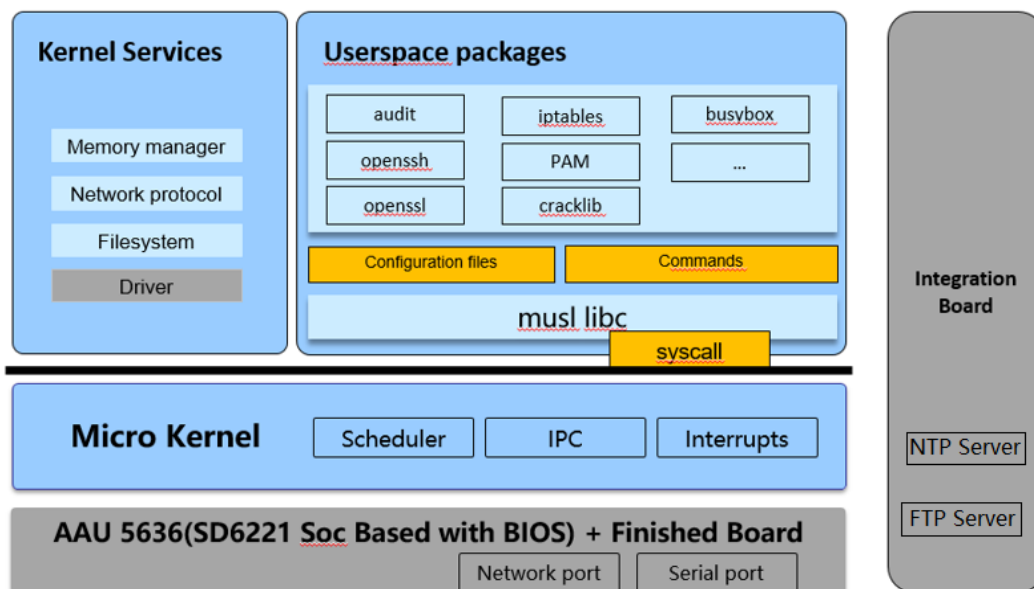 Kernel Services
Memory manager
Network protocol
Filesystem
Driver
Userspace packages
audit
iptables
busybox
openssh
PAM
...
openssl
cracklib
Configuration files
Commands
musl libc
syscall
Micro Kernel
Scheduler
IPC
Interrupts
AAU 5636(SD6221 Soc Based with BIOS) + Finished Board
Network port
Serial port
Integration
Board
NTP Server
FTP Server